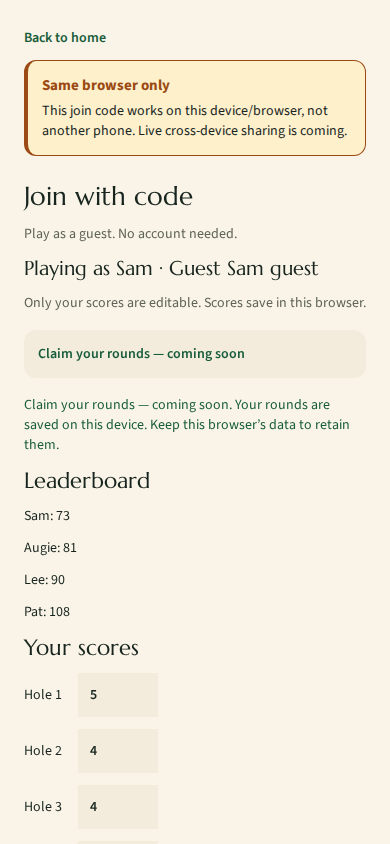 Back to home
Same browser only
This join code works on this device/browser, not
another phone. Live cross-device sharing is coming.
Join with code
Play as a guest. No account needed.
Playing as Sam · Guest Sam guest
Only your scores are editable. Scores save in this browser.
Claim your rounds — coming soon
Claim your rounds — coming soon. Your rounds are
saved on this device. Keep this browser’s data to retain
them.
Leaderboard
Sam: 73
Augie: 81
Lee: 90
Pat: 108
Your scores
Hole 1 5
Hole 2 4
Hole 3 4